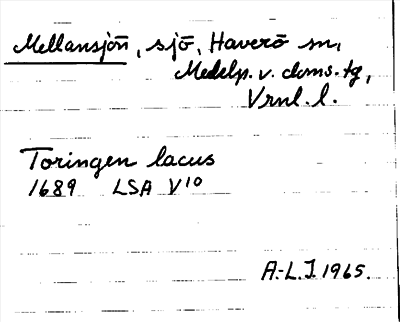 Mellansjön, sjö, Haverö sn,
Medelp. v. doms. tg,
Vrnl. l.
Toringen lacus
1689 LSA V10
A.-L.J. 1965.